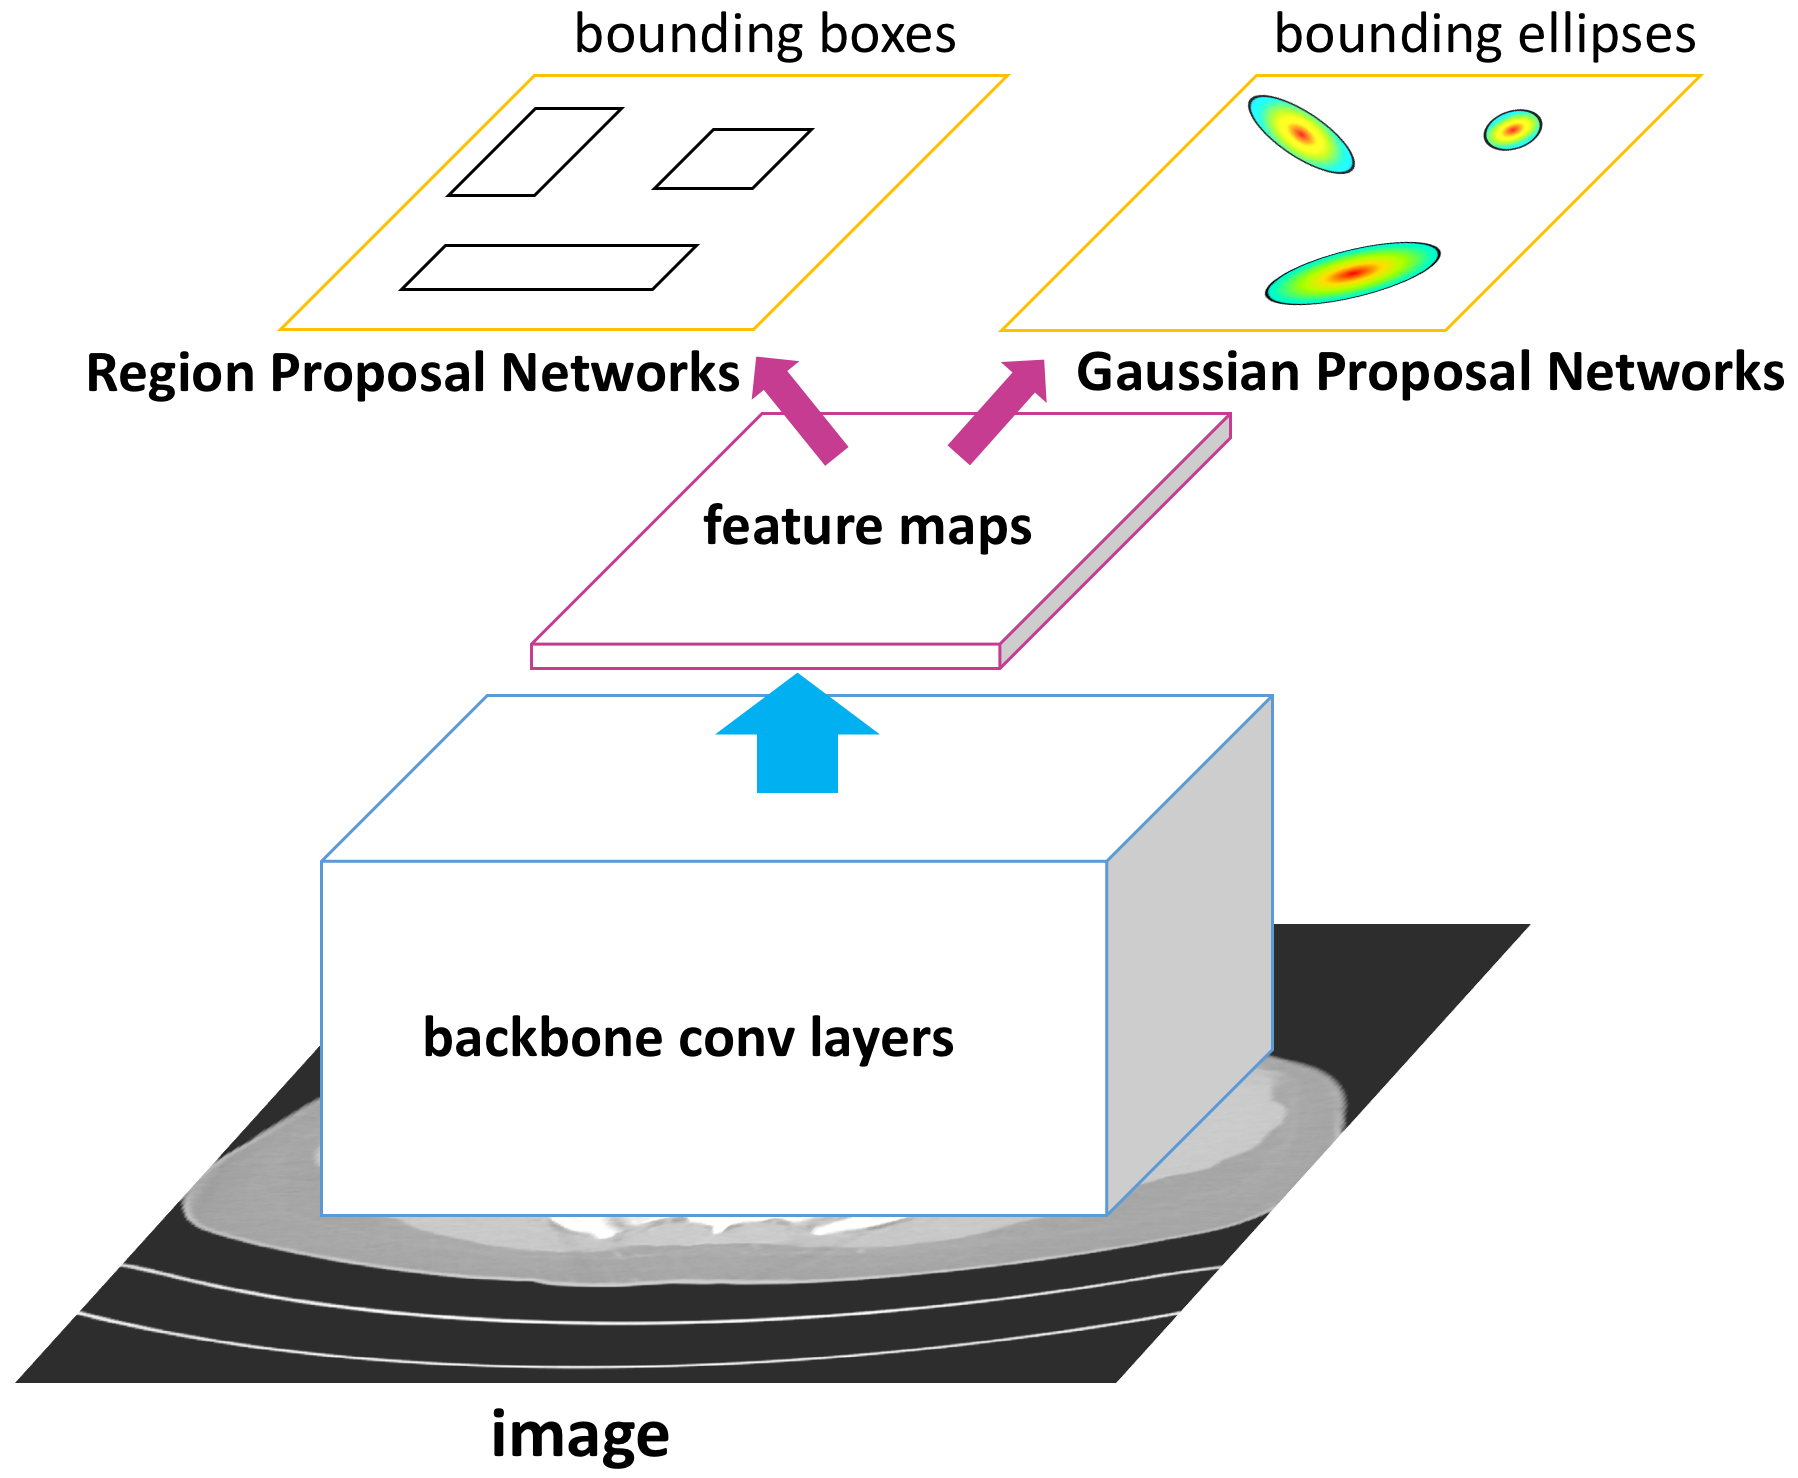 bounding boxes
bounding ellipses
Region Proposal Networks
Gaussian Proposal Networks
feature maps
backbone conv layers
image